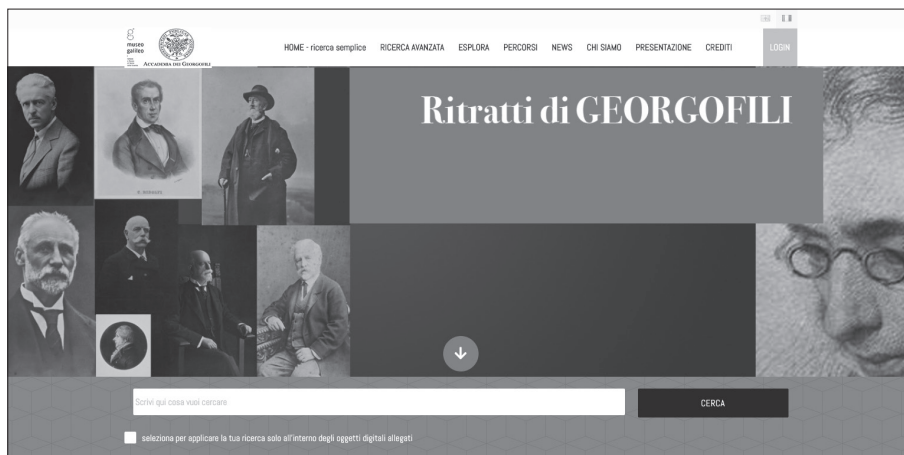 museo
galileo
ACCADEMIA DEI GEORGOFILI
HOME - ricerca semplice RICERCA AVANZATA ESPLORA PERCORSI NEWS CHI SIAMO PRESENTAZIONE CREDITI LOGIN
Ritratti di GEORGOFILI
Scrivi qui cosa vuoi cercare
CERCA
seleziona per applicare la tua ricerca solo all'interno degli oggetti digitali allegati